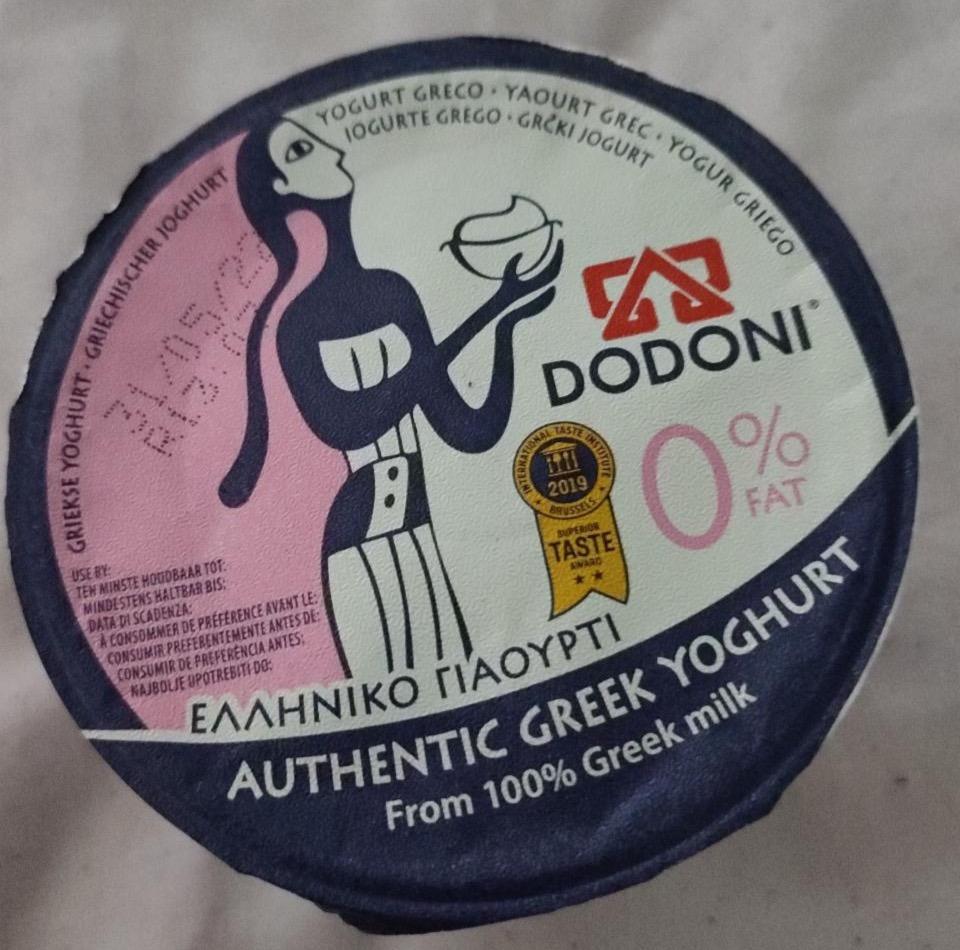 YOGURT GRECO · YAOURT GREC · YOGUR GRIEGO
IOGURTE GREGO · GRČKI JOGURT
GRIEKSE YOGHURT · GRIECHISCHER JOGHURT
31/05/
DODONI®
0% FAT
INTERNATIONAL TASTE INSTITUTE
2019
BRUSSELS
SUPERIOR
TASTE
AWARD
USE BY:
TEN MINSTE HOUDBAAR TOT:
MINDESTENS HALTBAR BIS:
DATA DI SCADENZA:
À CONSOMMER DE PRÉFÉRENCE AVANT LE:
CONSUMIR PREFERENTEMENTE ANTES DE:
CONSUMIR DE PREFERÊNCIA ANTES:
NAJBOLJE UPOTREBITI DO:
ΕΛΛΗΝΙΚΟ ΓΙΑΟΥΡΤΙ
AUTHENTIC GREEK YOGHURT
From 100% Greek milk